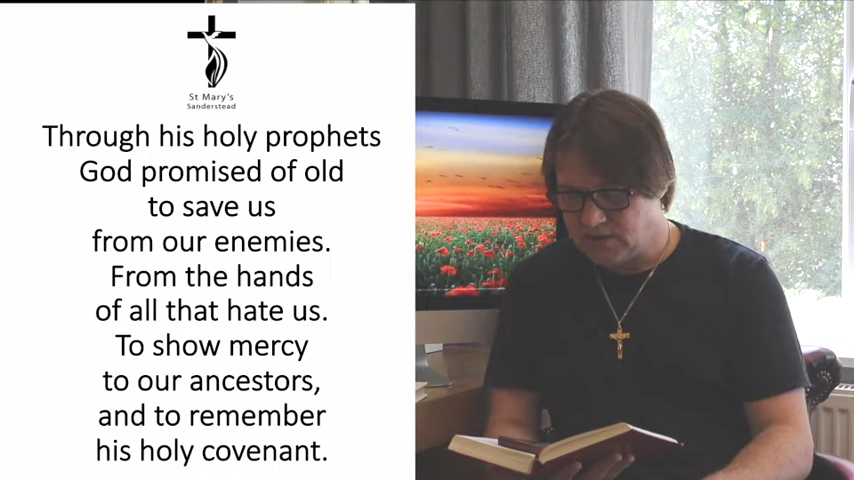 St Mary's
Sanderstead
Through his holy prophets
God promised of old
to save us
from our enemies.
From the hands
of all that hate us.
To show mercy
to our ancestors,
and to remember
his holy covenant.